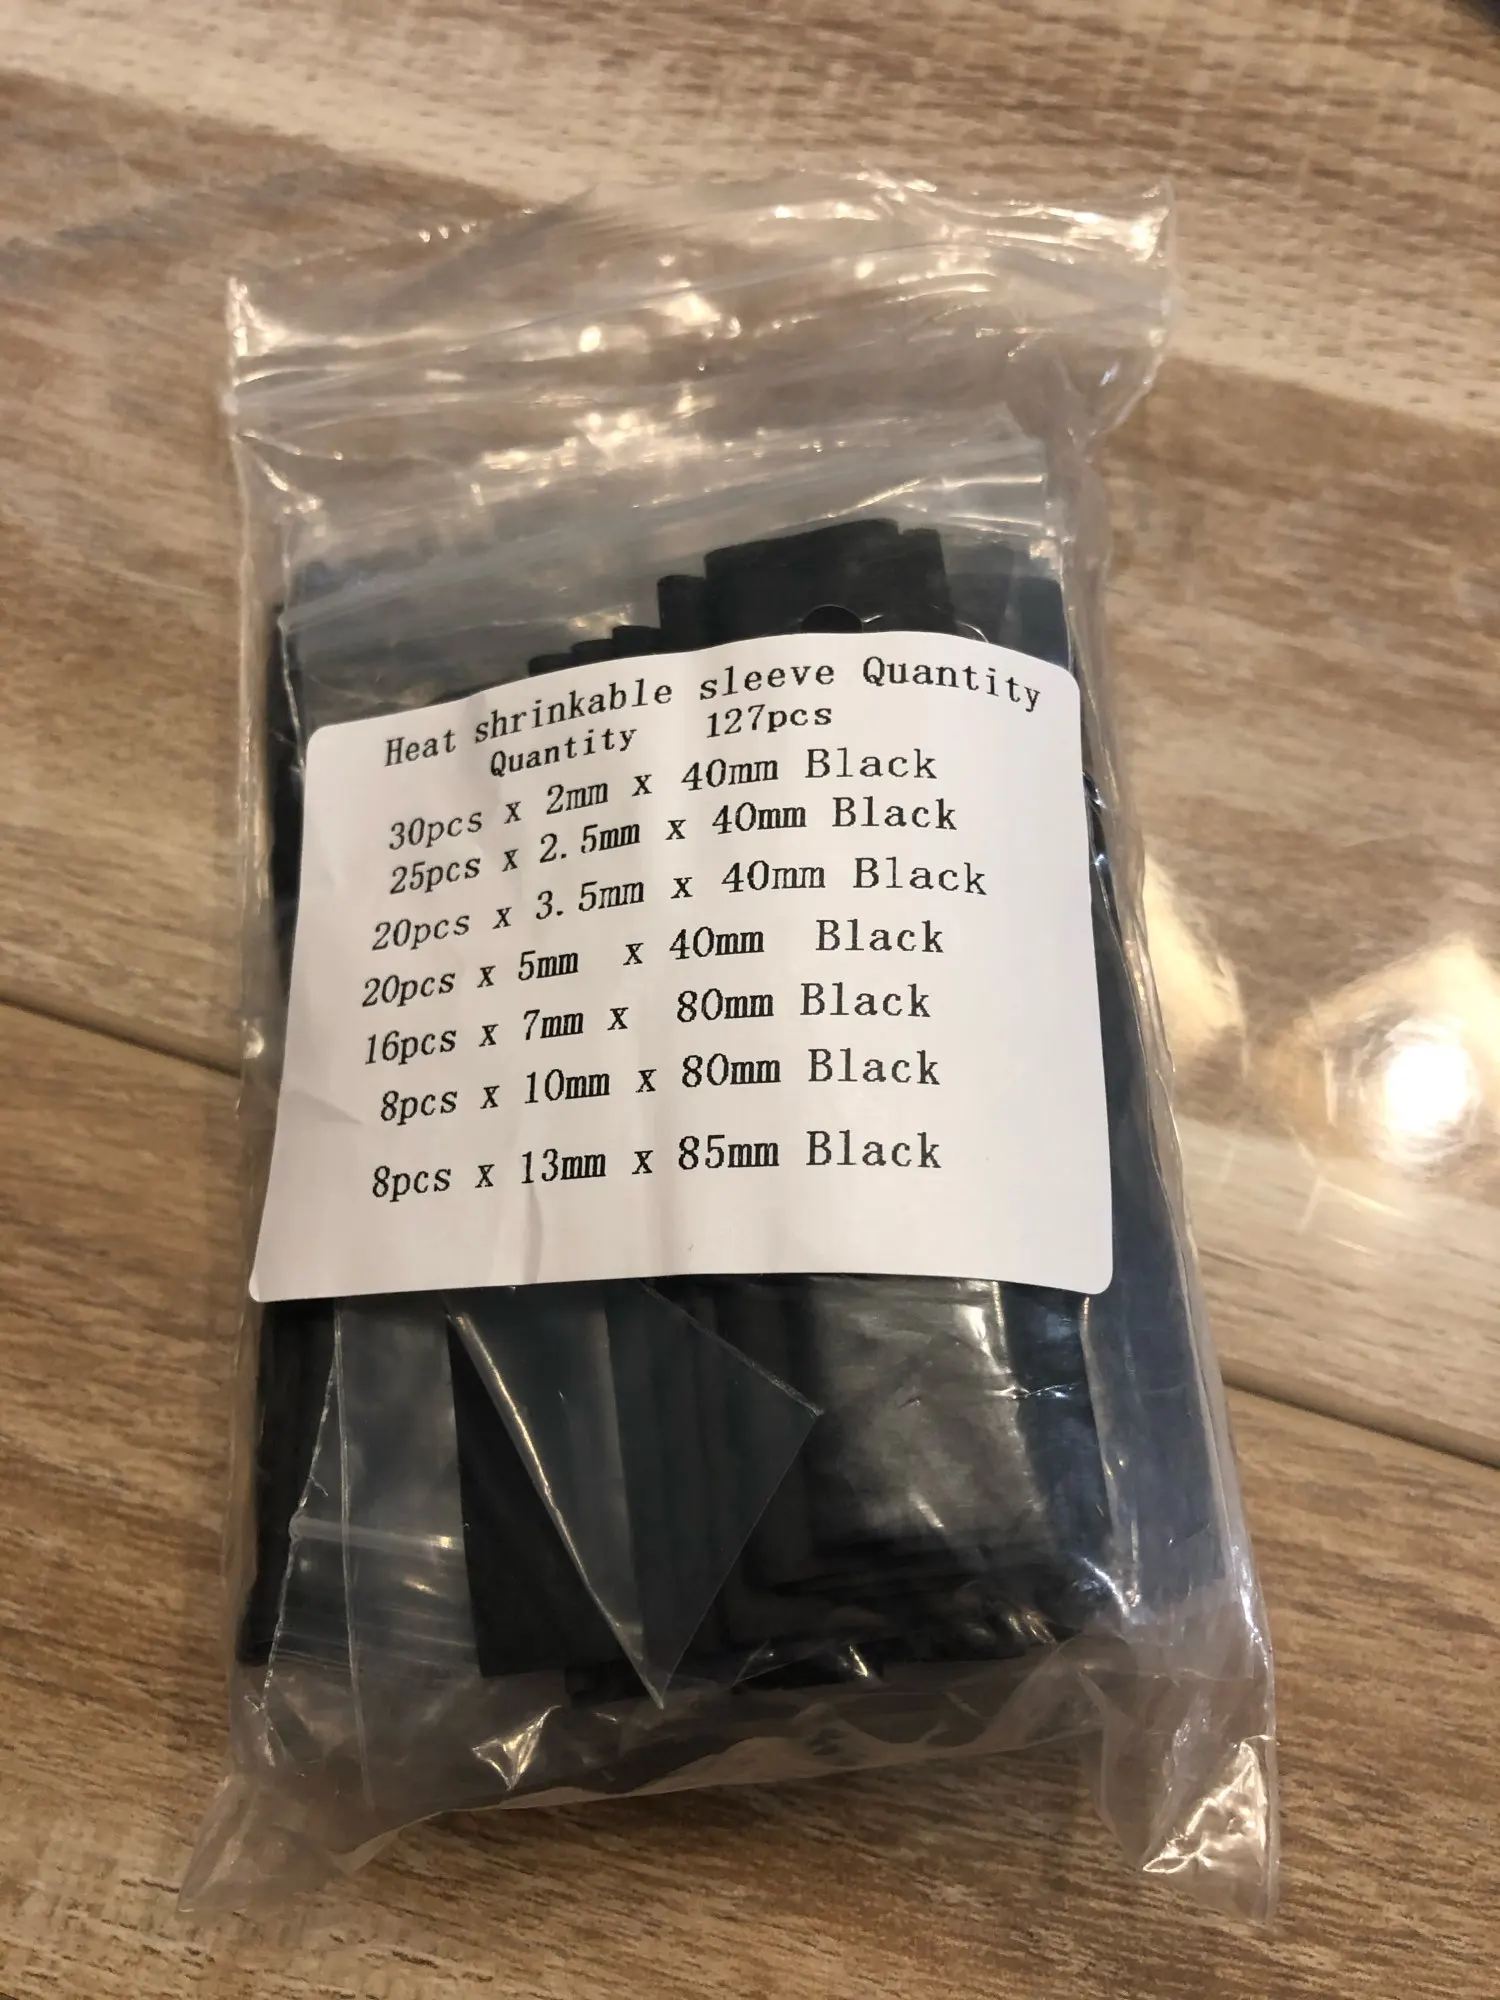 Heat shrinkable sleeve Quantity
Quantity 127pcs
30pcs x 2mm x 40mm Black
25pcs x 2.5mm x 40mm Black
20pcs x 3.5mm x 40mm Black
20pcs x 5mm x 40mm Black
16pcs x 7mm x 80mm Black
8pcs x 10mm x 80mm Black
8pcs x 13mm x 85mm Black